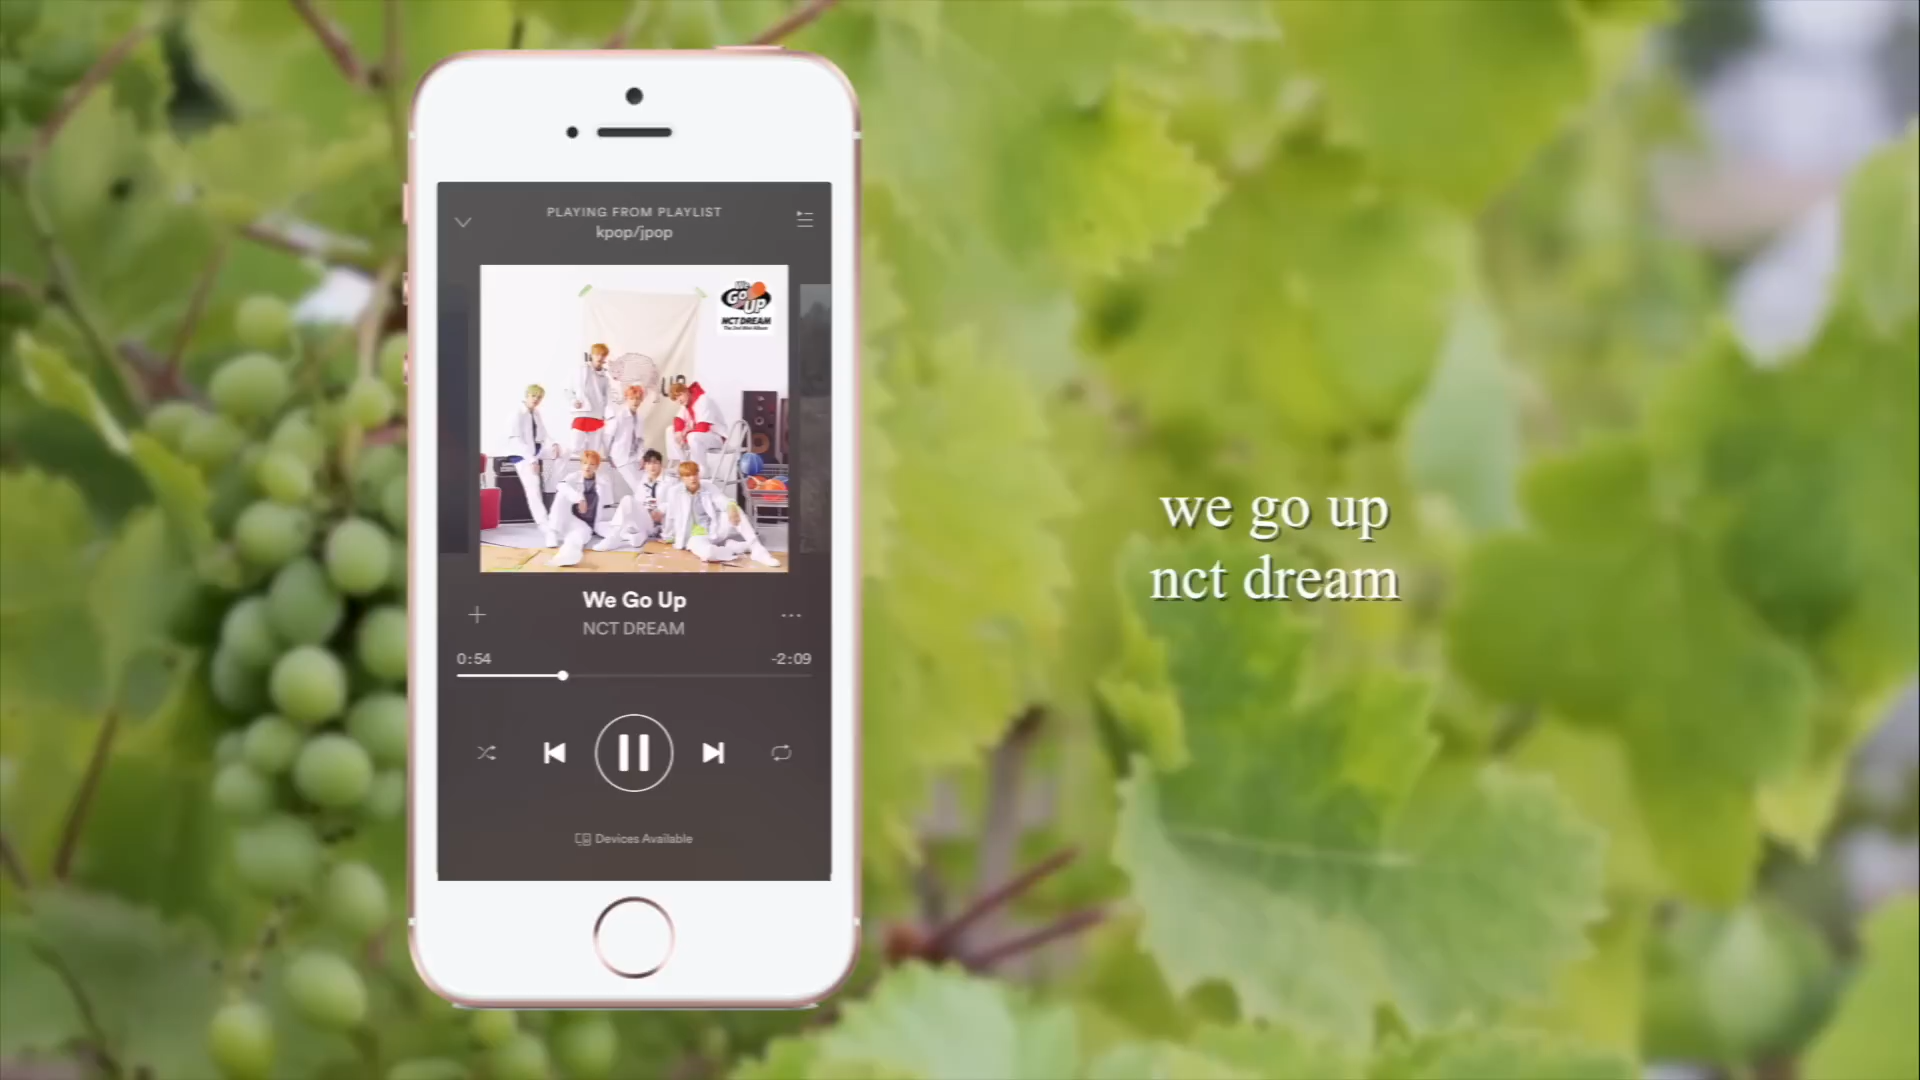 PLAYING FROM PLAYLIST
kpop/jpop
We
GO UP
NCT DREAM
The 2nd Mini Album
We Go Up
NCT DREAM
0:54
-2:09
Devices Available
we go up
nct dream